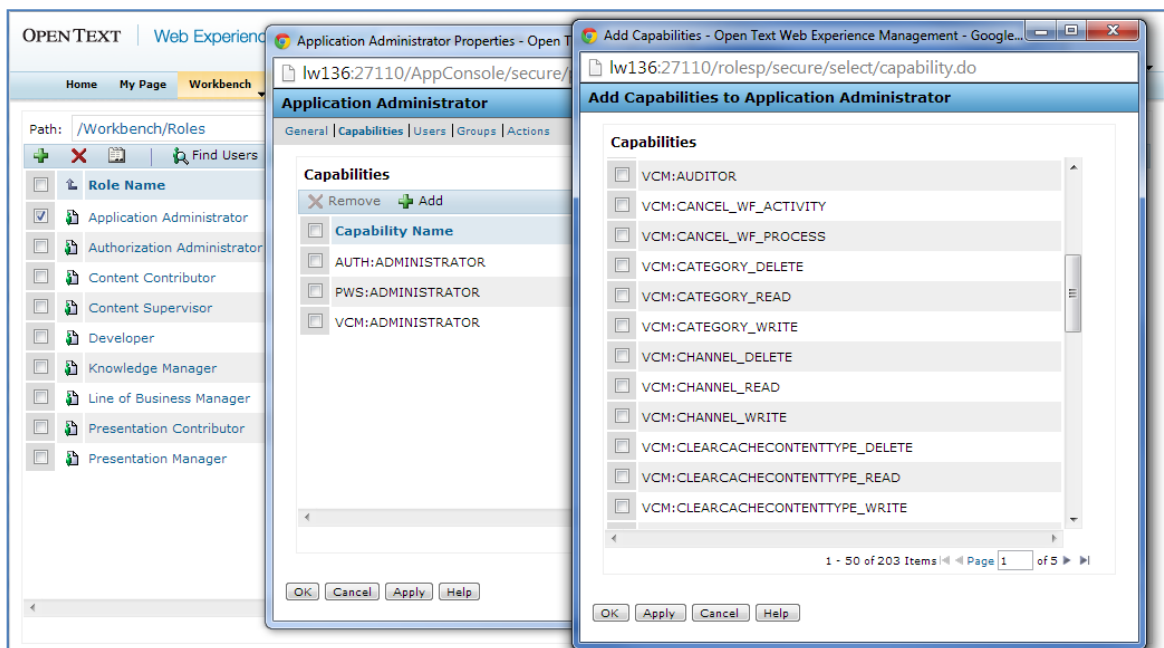 OPEN TEXT | Web Experienc
Home My Page Workbench
Path: /Workbench/Roles
Find Users
Role Name
Application Administrator
Authorization Administrator
Content Contributor
Content Supervisor
Developer
Knowledge Manager
Line of Business Manager
Presentation Contributor
Presentation Manager
Application Administrator Properties - Open T
lw136:27110/AppConsole/secure/
Application Administrator
General | Capabilities | Users | Groups | Actions
Capabilities
Remove Add
Capability Name
AUTH:ADMINISTRATOR
PWS:ADMINISTRATOR
VCM:ADMINISTRATOR
OK Cancel Apply Help
Add Capabilities - Open Text Web Experience Management - Google...
lw136:27110/rolesp/secure/select/capability.do
Add Capabilities to Application Administrator
Capabilities
VCM:AUDITOR
VCM:CANCEL_WF_ACTIVITY
VCM:CANCEL_WF_PROCESS
VCM:CATEGORY_DELETE
VCM:CATEGORY_READ
VCM:CATEGORY_WRITE
VCM:CHANNEL_DELETE
VCM:CHANNEL_READ
VCM:CHANNEL_WRITE
VCM:CLEARCACHECONTENTTYPE_DELETE
VCM:CLEARCACHECONTENTTYPE_READ
VCM:CLEARCACHECONTENTTYPE_WRITE
1 - 50 of 203 Items Page 1 of 5
OK Apply Cancel Help